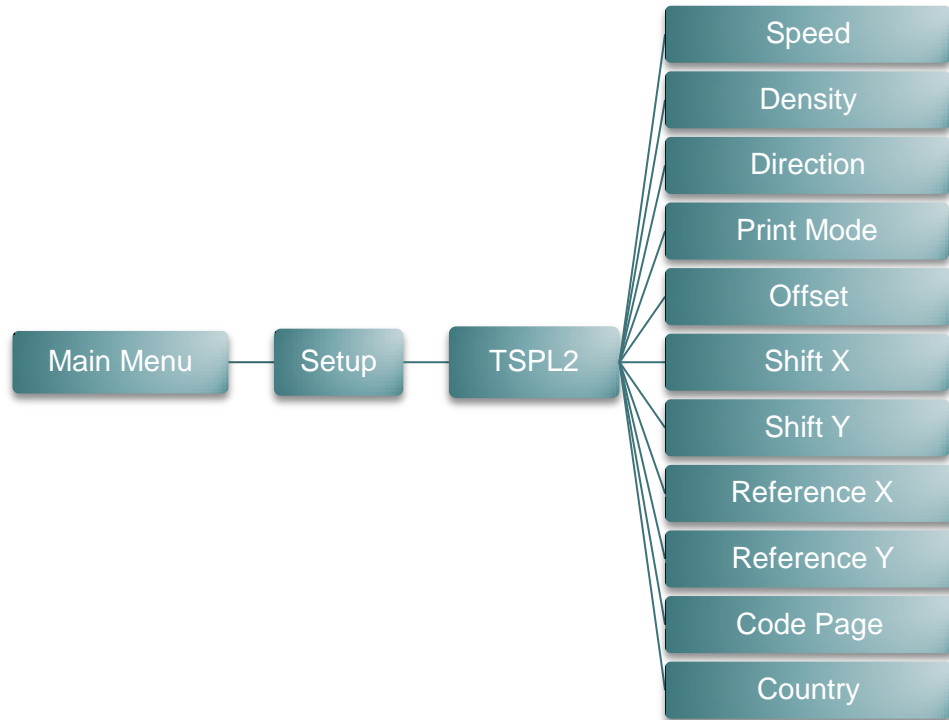 Main Menu
Setup
TSPL2
Speed
Density
Direction
Print Mode
Offset
Shift X
Shift Y
Reference X
Reference Y
Code Page
Country